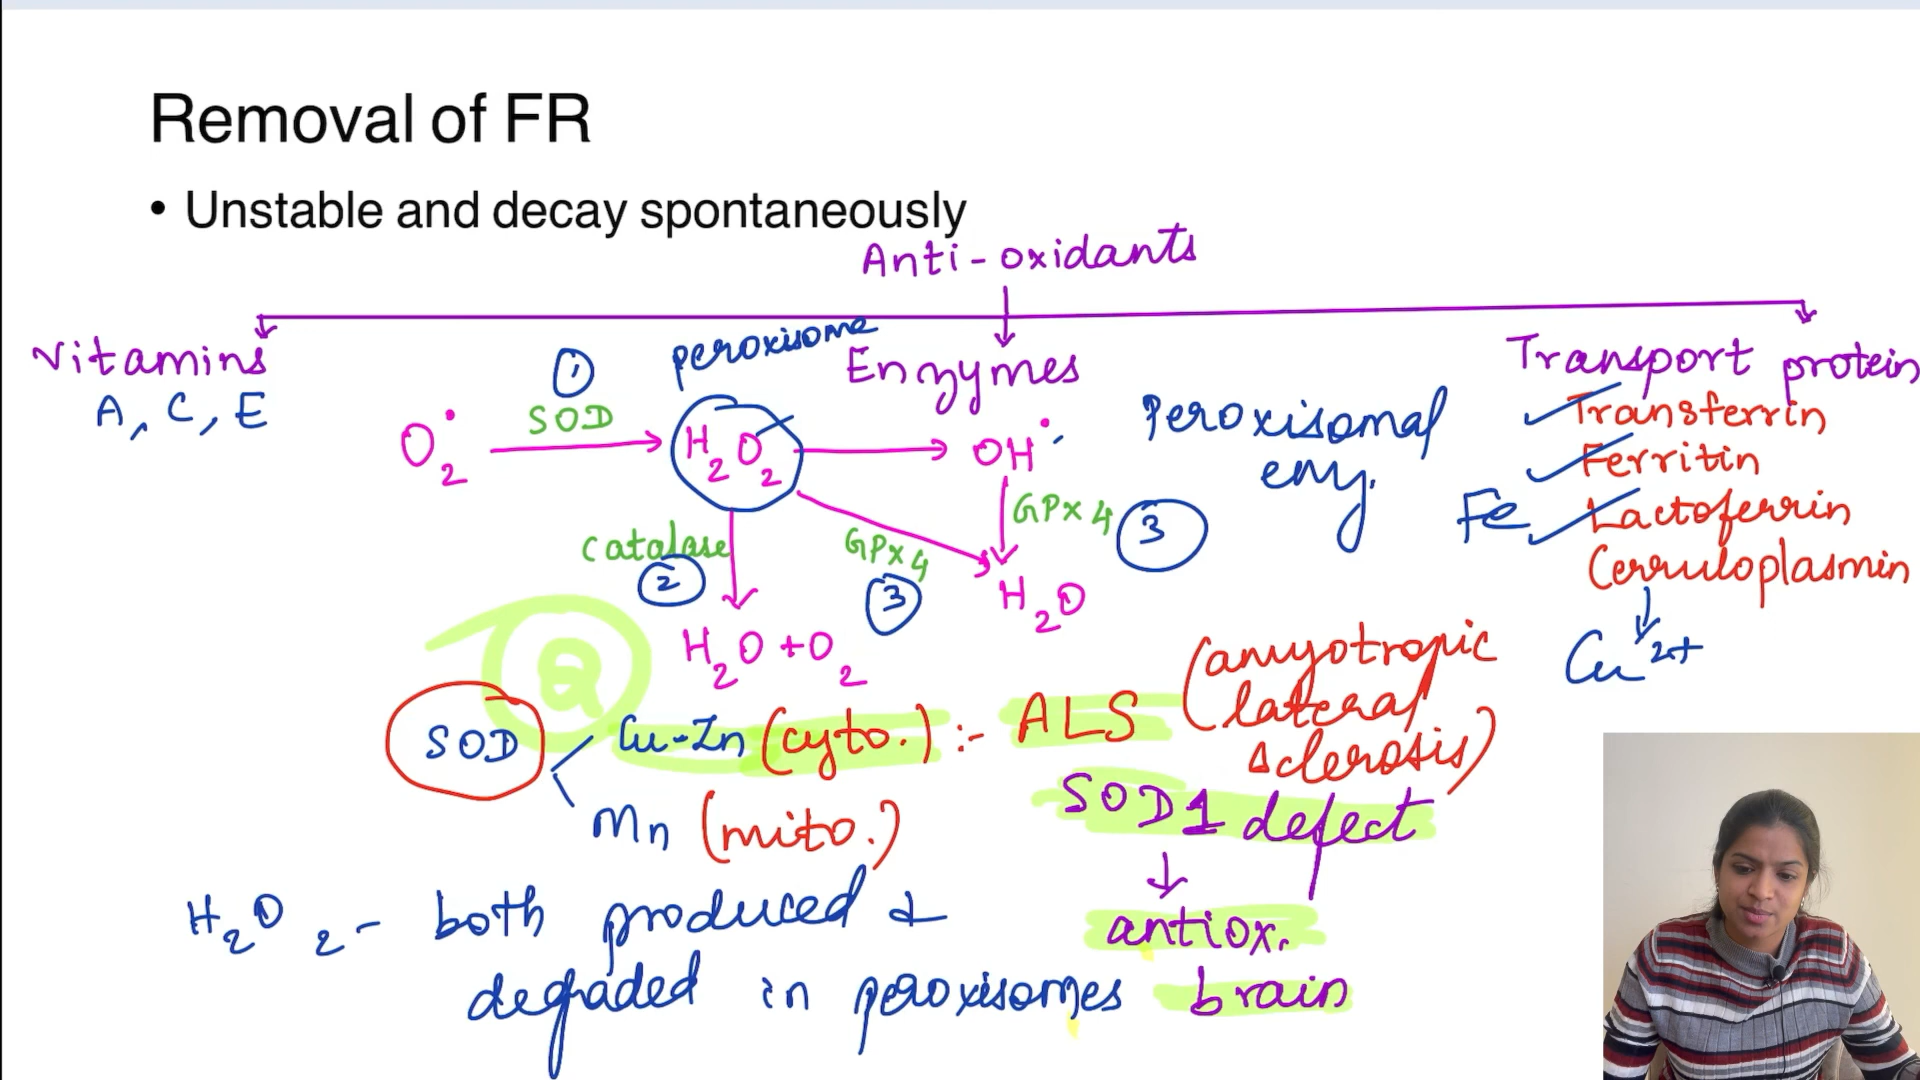 Removal of FR
• Unstable and decay spontaneously
Anti-oxidants
Vitamins
A, C, E
Enzymes
Transport protein
Transferrin
Ferritin
Lactoferrin
Cerruloplasmin
Fe
Cu²⁺
peroxisome
①
SOD
O₂• → H₂O₂ → OH•
Peroxisomal
eny.
catalase
②
GPx4
③
GPx4
③
H₂O
H₂O + O₂
Q
SOD
Cu-Zn (cyto.) :- ALS (amyotropic
lateral
sclerosis)
Mn (mito.)
SOD1 defect
↓
antiox.
brain
H₂O₂ - both produced &
degraded in peroxisomes